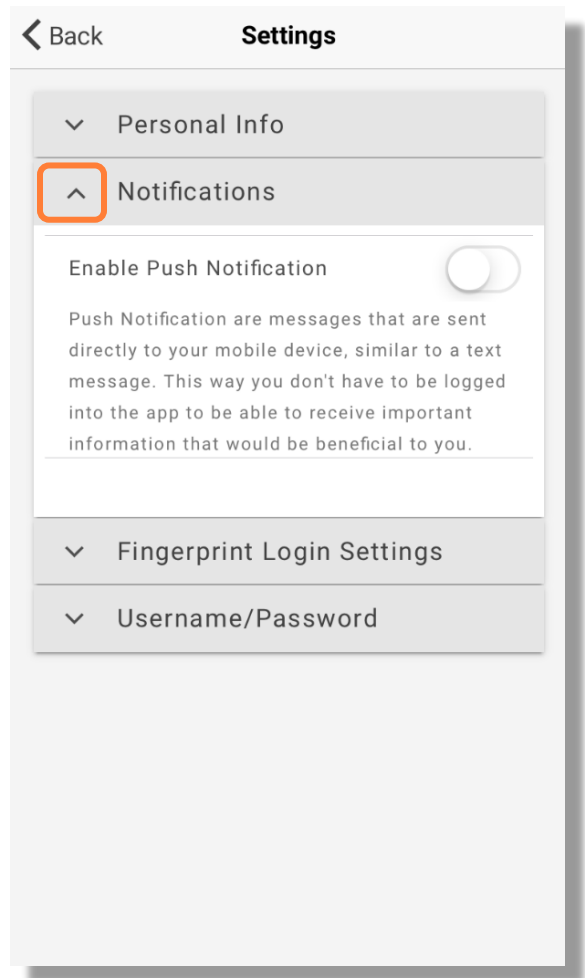 Back
Settings
Personal Info
Notifications
Enable Push Notification
Push Notification are messages that are sent
directly to your mobile device, similar to a text
message. This way you don't have to be logged
into the app to be able to receive important
information that would be beneficial to you.
Fingerprint Login Settings
Username/Password